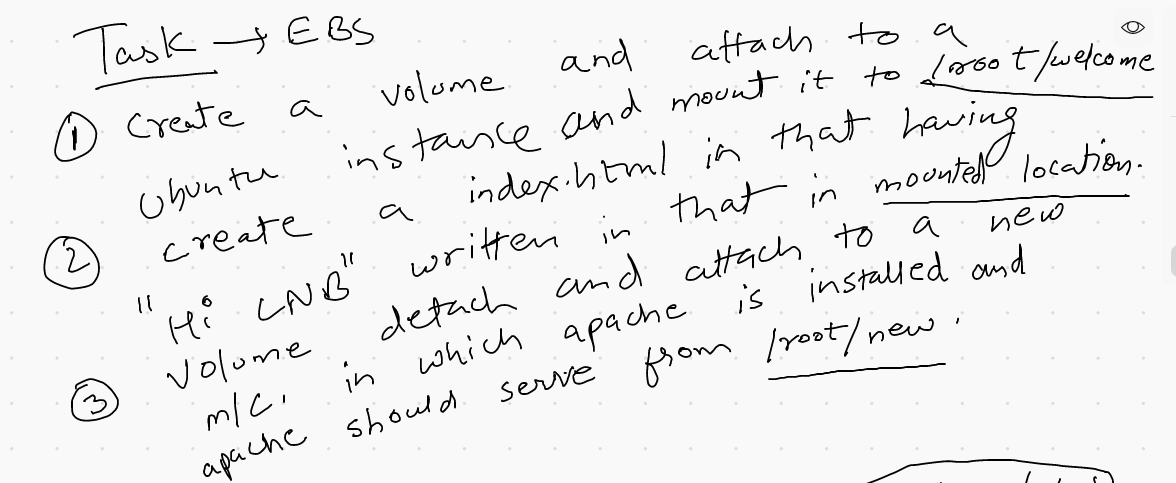 Task → EBS
① Create a volume and attach to a
Ubuntu instance and mount it to /root/welcome
② create a index.html in that having
"Hi LNB" written in that in mounted location.
③ volume detach and attach to a new
m/c. in which apache is installed and
apache should serve from /root/new.